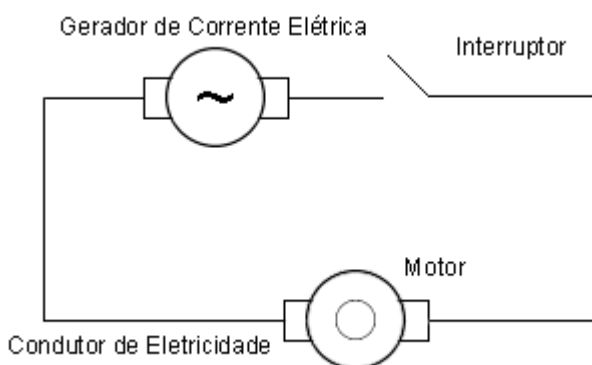 Gerador de Corrente Elétrica
Interruptor
~
Motor
Condutor de Eletricidade